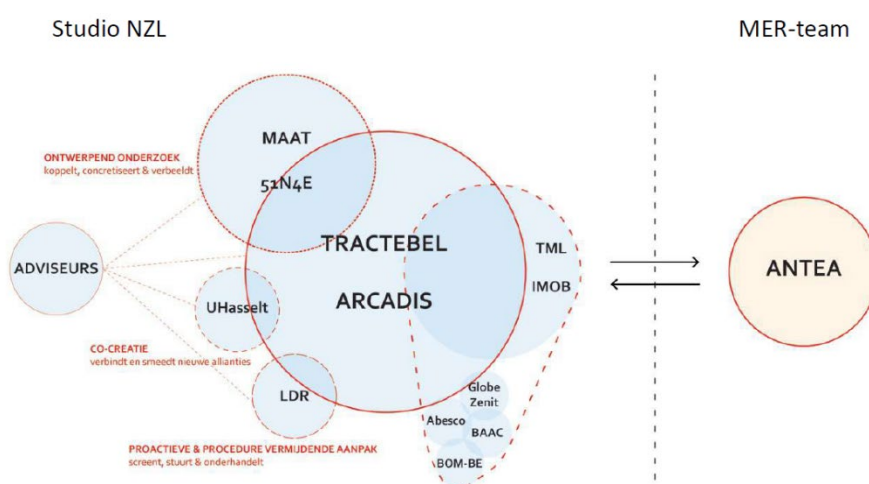 Studio NZL
MER-team
MAAT
51N4E
ONTWERPEND ONDERZOEK
koppelt, concretiseert & verbeeldt
TRACTEBEL
ARCADIS
TML
IMOB
ADVISEURS
UHasselt
CO-CREATIE
verbindt en smeedt nieuwe allianties
LDR
PROACTIEVE & PROCEDURE VERMIJDENDE AANPAK
screent, stuurt & onderhandelt
Globe
Zenit
Abesco
BAAC
BOM-BE
ANTEA